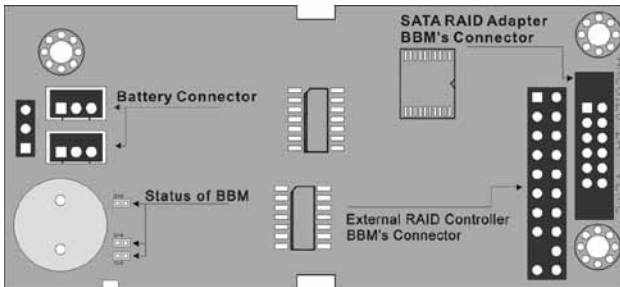 SATA RAID Adapter
BBM's Connector
Battery Connector
Status of BBM
External RAID Controller
BBM's Connector